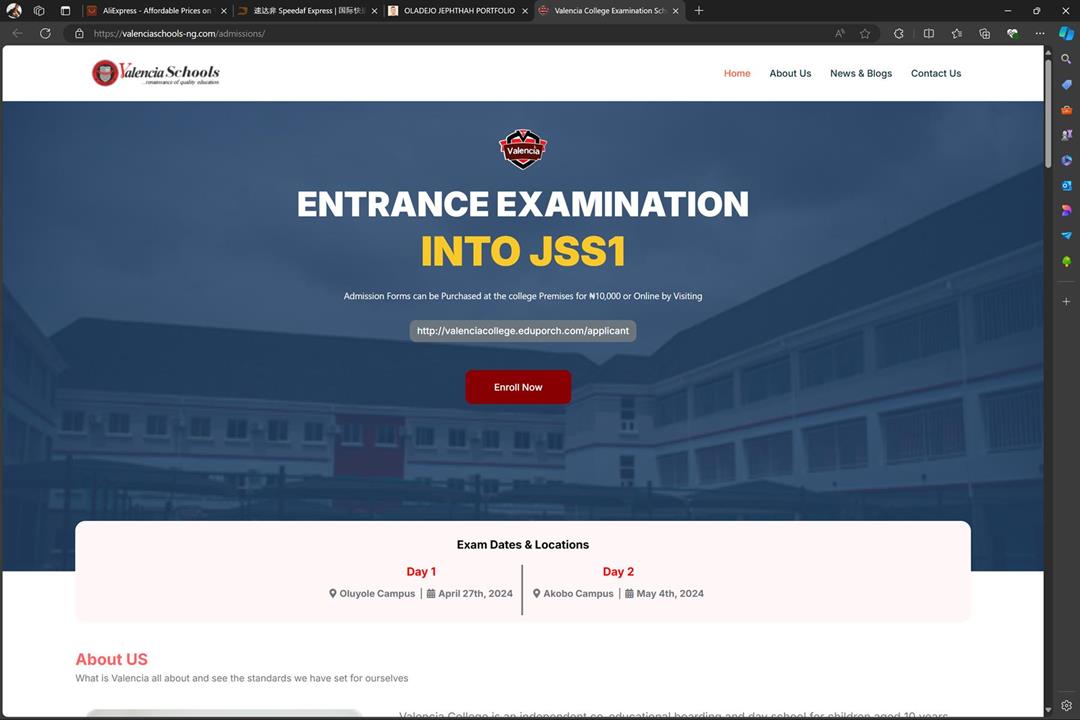 AliExpress - Affordable Prices on
速达非 Speedaf Express | 国际快
OLADEJO JEPHTHAH PORTFOLIO
Valencia College Examination Sch
https://valenciaschools-ng.com/admissions/
Valencia Schools
...renaissance of quality education
Home
About Us
News & Blogs
Contact Us
Valencia
ENTRANCE EXAMINATION
INTO JSS1
Admission Forms can be Purchased at the college Premises for ₦10,000 or Online by Visiting
http://valenciacollege.eduporch.com/applicant
Enroll Now
Exam Dates & Locations
Day 1
Day 2
Oluyole Campus | April 27th, 2024
Akobo Campus | May 4th, 2024
About US
What is Valencia all about and see the standards we have set for ourselves
Valencia College is an independent co-educational boarding and day school for children aged 10 years